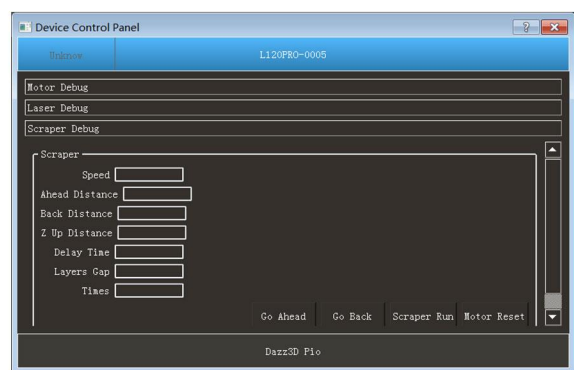 Device Control Panel
Unknow L120PRO-0005
Motor Debug
Laser Debug
Scraper Debug
Scraper
Speed
Ahead Distance
Back Distance
Z Up Distance
Delay Time
Layers Gap
Times
Go Ahead Go Back Scraper Run Motor Reset
Dazz3D Pio